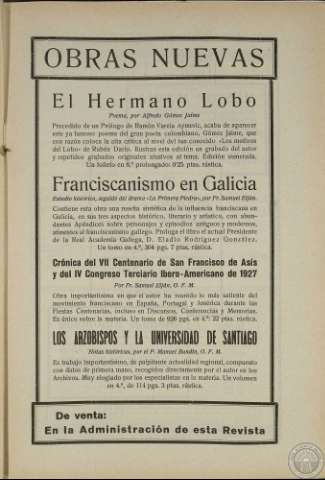 OBRAS NUEVAS
El Hermano Lobo
Poema, por Alfredo Gómez Jaime
Precedido de un Prólogo de Ramón Varela Aymeric, acaba de aparecer
este ya famoso poema del gran poeta colombiano, Gómez Jaime, que
con razón coloca la alta crítica al nivel del tan conocido «Los motivos
del Lobo» de Rubén Darío. Ilustran esta edición un grabado del autor
y repetidos grabados originales alusivos al tema. Edición esmerada.
Un folleto en 8.º prolongado: 0'25 ptas.
Franciscanismo en Galicia
Estudio histórico, seguido del drama «La Primera Piedra», por Fr. Samuel Eiján.
Contiene esta obra una reseña sintética de la influencia franciscana en
Galicia, en sus tres aspectos histórico, literario y artístico, con abun-
dantes Apéndices sobre personajes y episodios antiguos y modernos,
atinentes al franciscanismo gallego. Prologa el libro el actual Presidente
de la Real Academia Gallega, D. Eladio Rodríguez González.
Un tomo en 4.º, 304 pgs. 7 ptas. rústica.
Crónica del VII Centenario de San Francisco de Asís
y del IV Congreso Terciario Ibero-Americano de 1927
Por Fr. Samuel Eiján, O. F. M.
Obra importantísima en que el autor ha reunido lo más saliente del
movimiento franciscano en España, Portugal y América durante las
Fiestas Centenarias, incluso en Discursos, Conferencias y Memorias.
Es único sobre la materia. Un tomo de 926 pgs. en 4.º: 22 ptas. rústica.
LOS ARZOBISPOS Y LA UNIVERSIDAD DE SANTIAGO
Notas históricas, por el P. Manuel Bandín, O. F. M.
Es trabajo importantísimo, de palpitante actualidad regional, compuesto
con datos de primera mano, recogidos directamente por el autor en los
Archivos. Muy elogiado por los especialistas en la materia. Un volumen
en 4.º, de 114 pgs. 3 ptas. rústica.
De venta:
En la Administración de esta Revista